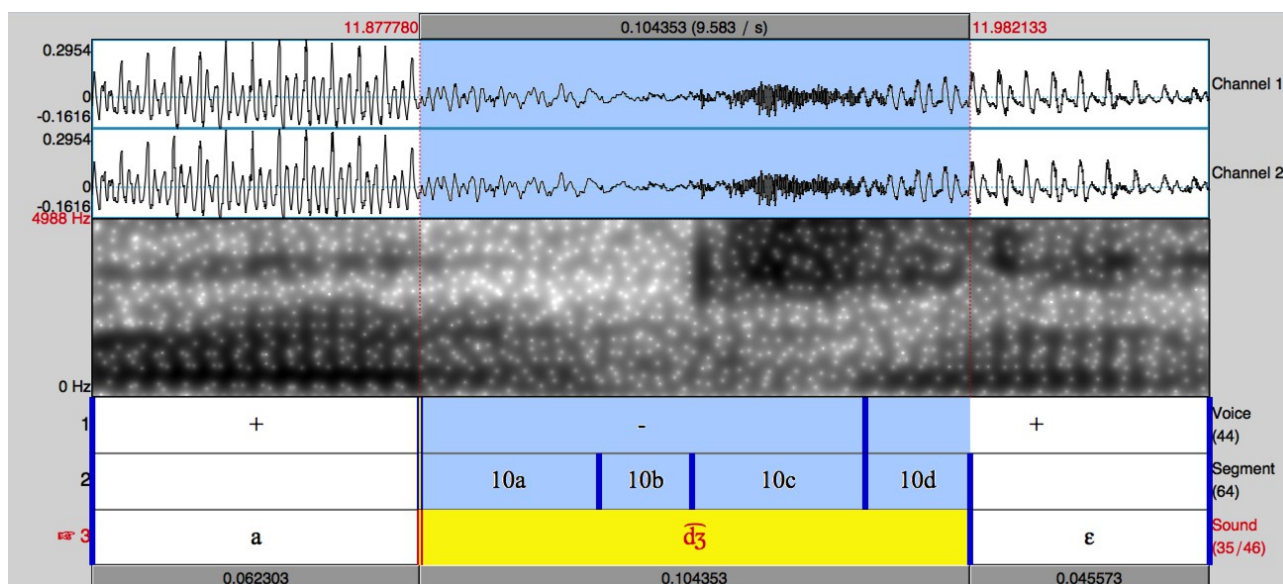 11.877780 0.104353 (9.583 / s) 11.982133
0.2954
0
-0.1616
Channel 1
0.2954
0
-0.1616
Channel 2
4988 Hz
0 Hz
1 + - + Voice
(44)
2 10a 10b 10c 10d Segment
(64)
☞ 3 a d͡ʒ ɛ Sound
(35/46)
0.062303 0.104353 0.045573